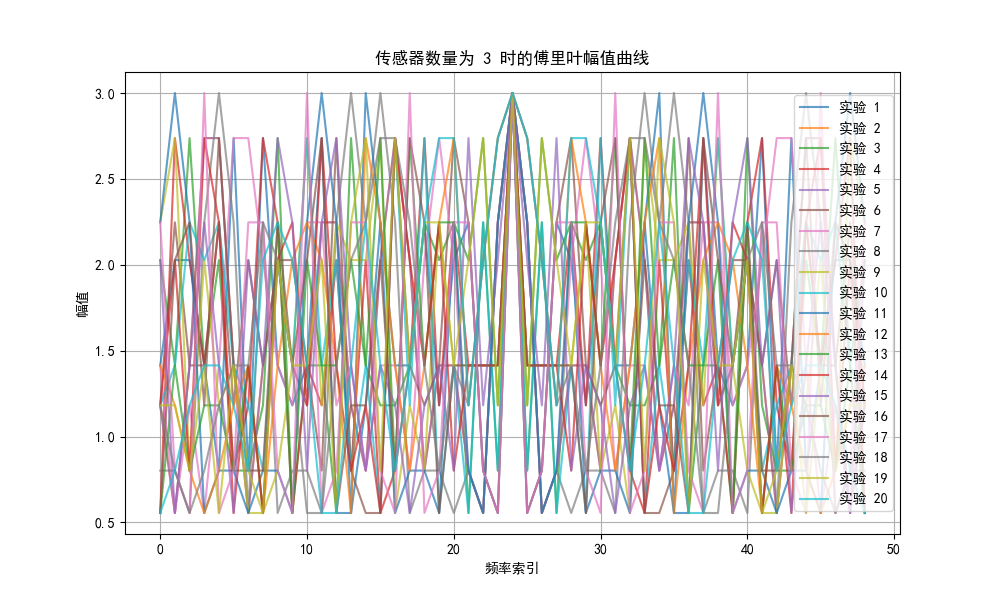 传感器数量为 3 时的傅里叶幅值曲线
3.0
2.5
2.0
1.5
1.0
0.5
幅值
0 10 20 30 40 50
频率索引
实验 1
实验 2
实验 3
实验 4
实验 5
实验 6
实验 7
实验 8
实验 9
实验 10
实验 11
实验 12
实验 13
实验 14
实验 15
实验 16
实验 17
实验 18
实验 19
实验 20